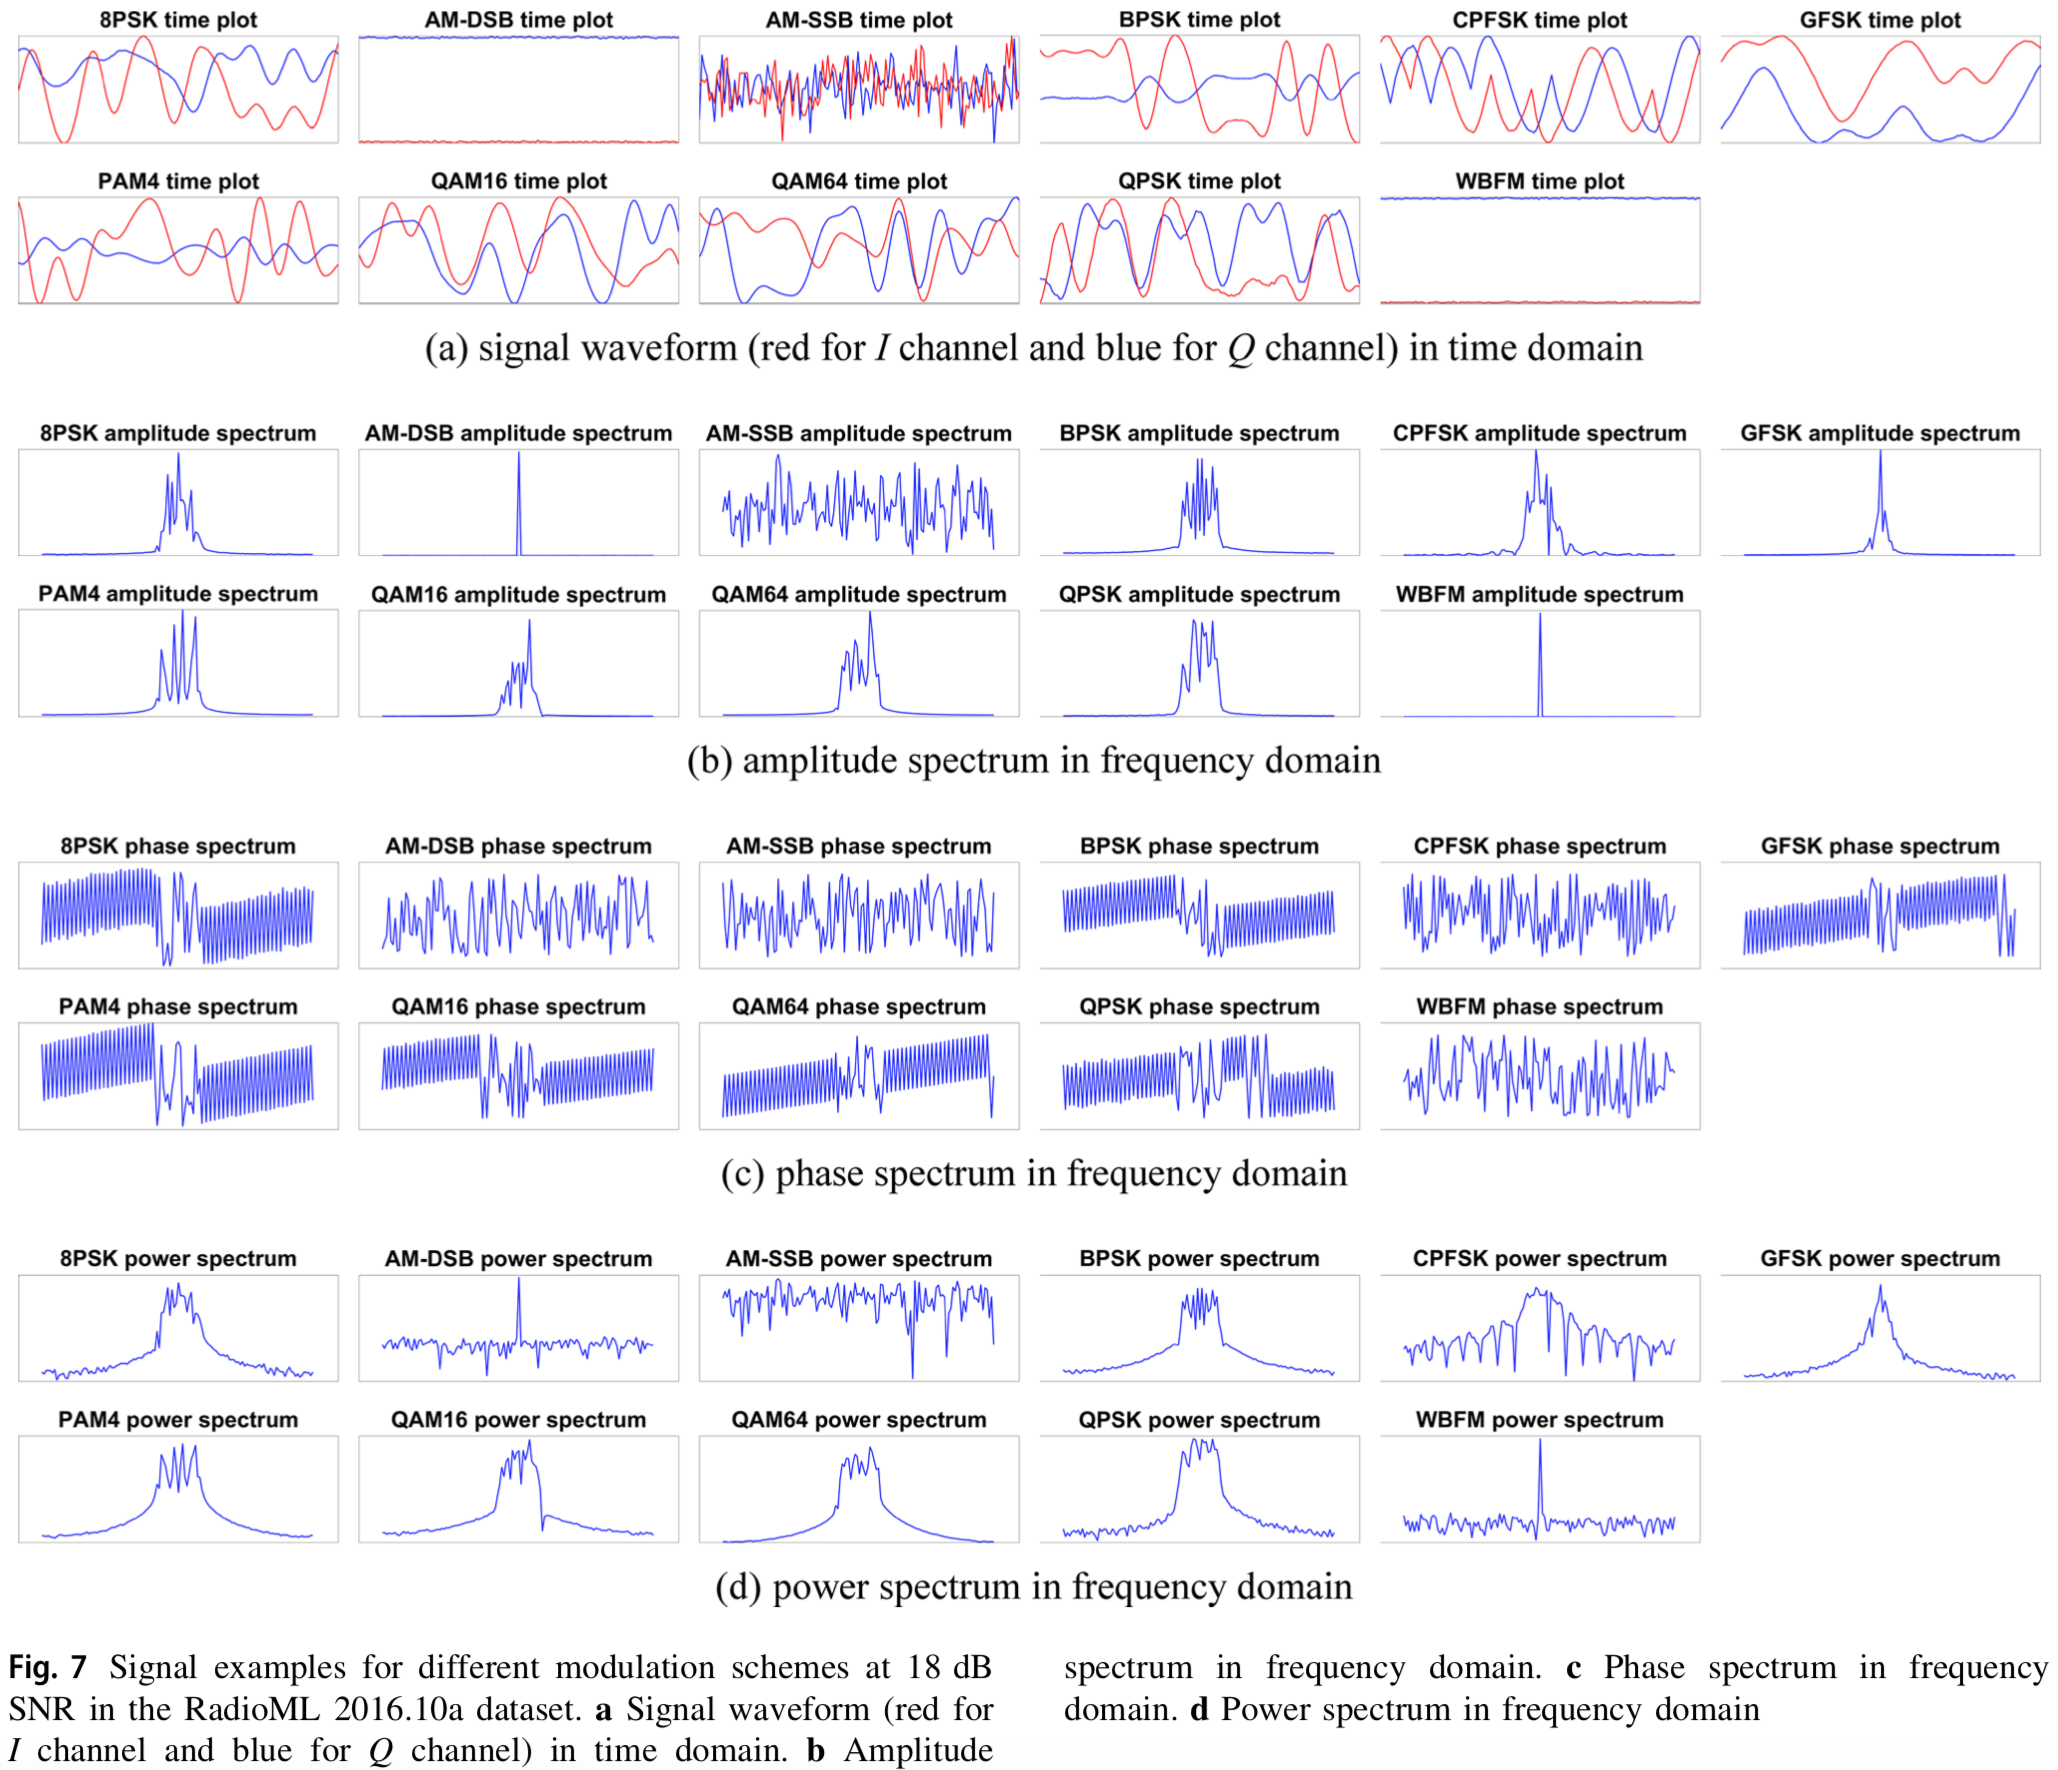 8PSK time plot
AM-DSB time plot
AM-SSB time plot
BPSK time plot
CPFSK time plot
GFSK time plot
PAM4 time plot
QAM16 time plot
QAM64 time plot
QPSK time plot
WBFM time plot
(a) signal waveform (red for I channel and blue for Q channel) in time domain
8PSK amplitude spectrum
AM-DSB amplitude spectrum
AM-SSB amplitude spectrum
BPSK amplitude spectrum
CPFSK amplitude spectrum
GFSK amplitude spectrum
PAM4 amplitude spectrum
QAM16 amplitude spectrum
QAM64 amplitude spectrum
QPSK amplitude spectrum
WBFM amplitude spectrum
(b) amplitude spectrum in frequency domain
8PSK phase spectrum
AM-DSB phase spectrum
AM-SSB phase spectrum
BPSK phase spectrum
CPFSK phase spectrum
GFSK phase spectrum
PAM4 phase spectrum
QAM16 phase spectrum
QAM64 phase spectrum
QPSK phase spectrum
WBFM phase spectrum
(c) phase spectrum in frequency domain
8PSK power spectrum
AM-DSB power spectrum
AM-SSB power spectrum
BPSK power spectrum
CPFSK power spectrum
GFSK power spectrum
PAM4 power spectrum
QAM16 power spectrum
QAM64 power spectrum
QPSK power spectrum
WBFM power spectrum
(d) power spectrum in frequency domain
Fig. 7 Signal examples for different modulation schemes at 18 dB
SNR in the RadioML 2016.10a dataset. a Signal waveform (red for
I channel and blue for Q channel) in time domain. b Amplitude
spectrum in frequency domain. c Phase spectrum in frequency
domain. d Power spectrum in frequency domain